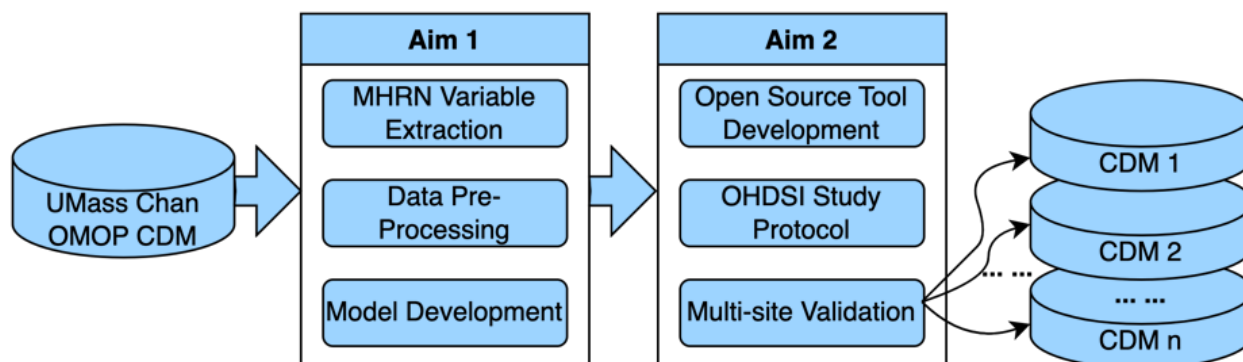 UMass Chan
OMOP CDM
Aim 1
MHRN Variable
Extraction
Data Pre-
Processing
Model Development
Aim 2
Open Source Tool
Development
OHDSI Study
Protocol
Multi-site Validation
... ...
CDM 1
CDM 2
... ...
CDM n